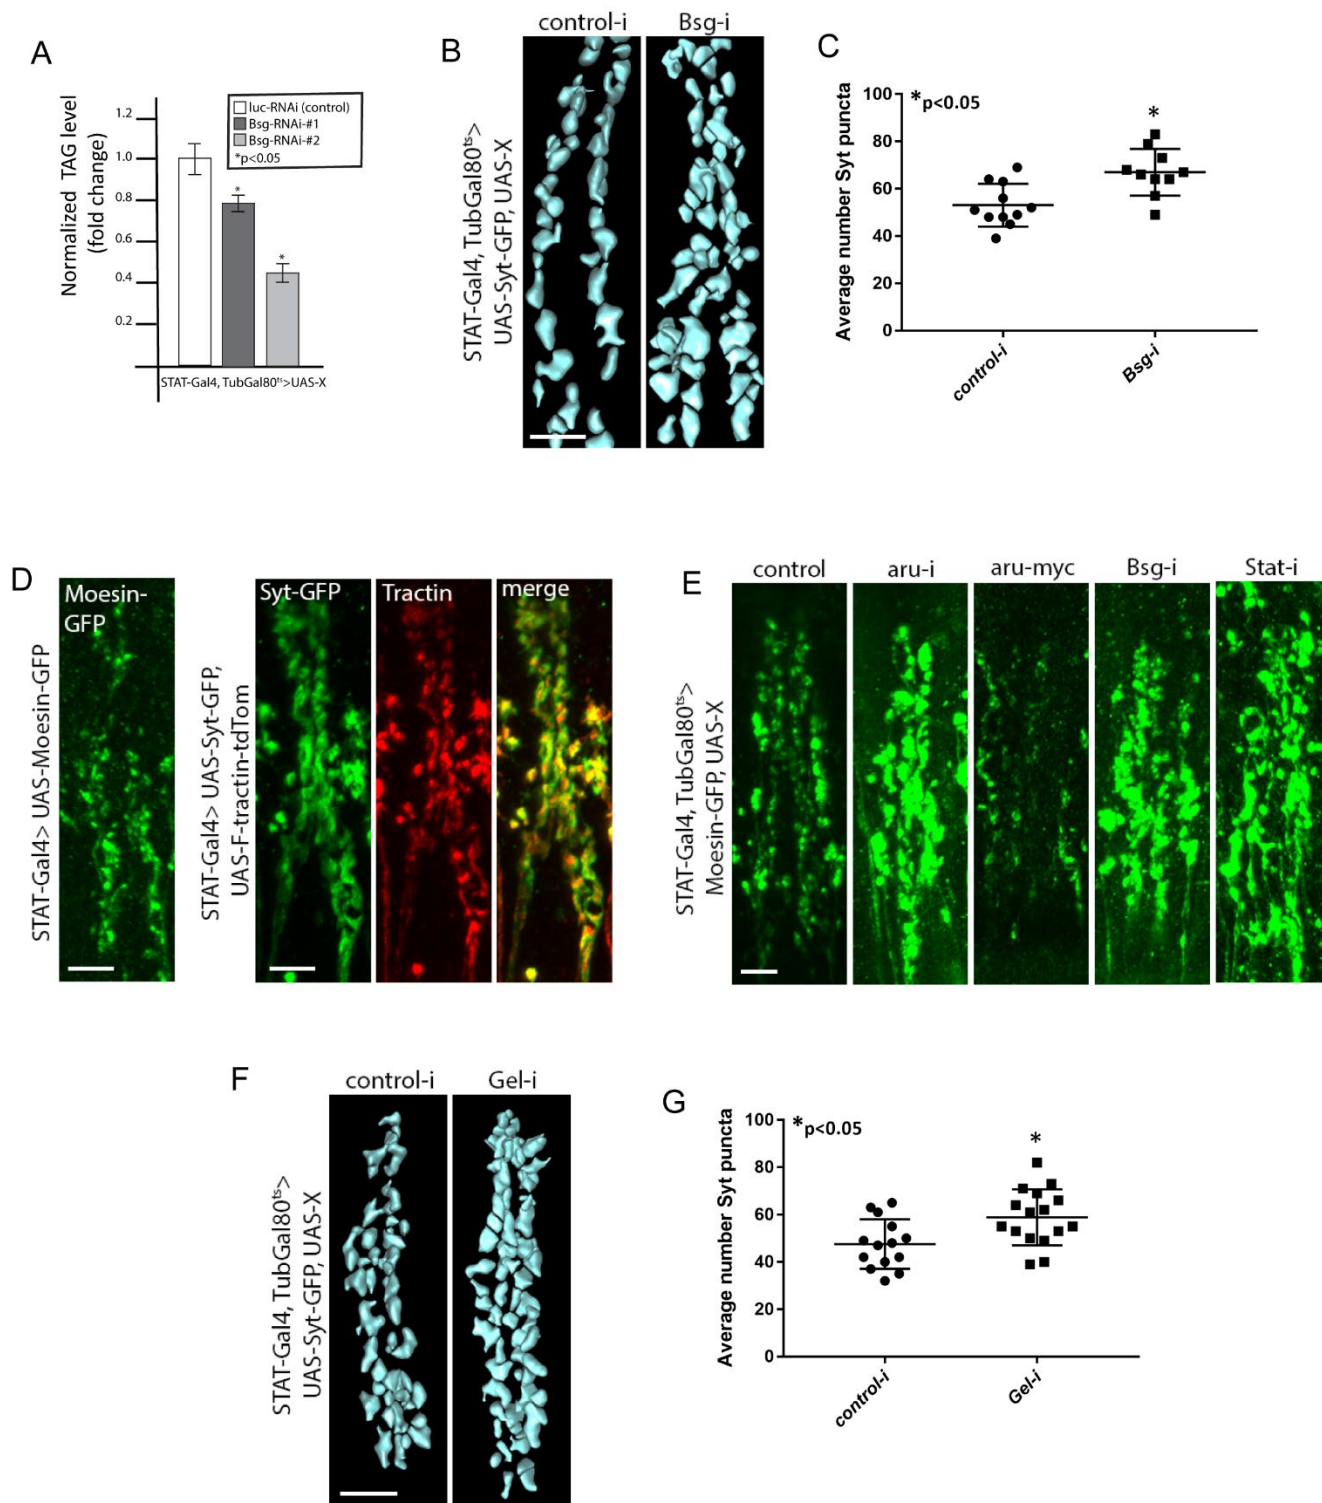 A
1.2
1.0
0.8
0.6
0.4
0.2
Normalized TAG level
(fold change)
luc-RNAi (control)
Bsg-RNAi-#1
Bsg-RNAi-#2
*p<0.05
*
*
STAT-Gal4, TubGal80ts>UAS-X
B
control-i
Bsg-i
STAT-Gal4, TubGal80ts>
UAS-Syt-GFP, UAS-X
C
Average number Syt puncta
100
80
60
40
20
0
*p<0.05
*
control-i
Bsg-i
D
STAT-Gal4> UAS-Moesin-GFP
Moesin-
GFP
STAT-Gal4> UAS-Syt-GFP,
UAS-F-tractin-tdTom
Syt-GFP
Tractin
merge
E
control
aru-i
aru-myc
Bsg-i
Stat-i
STAT-Gal4, TubGal80ts>
Moesin-GFP, UAS-X
F
control-i
Gel-i
STAT-Gal4, TubGal80ts>
UAS-Syt-GFP, UAS-X
G
Average number Syt puncta
100
80
60
40
20
0
*p<0.05
*
control-i
Gel-i